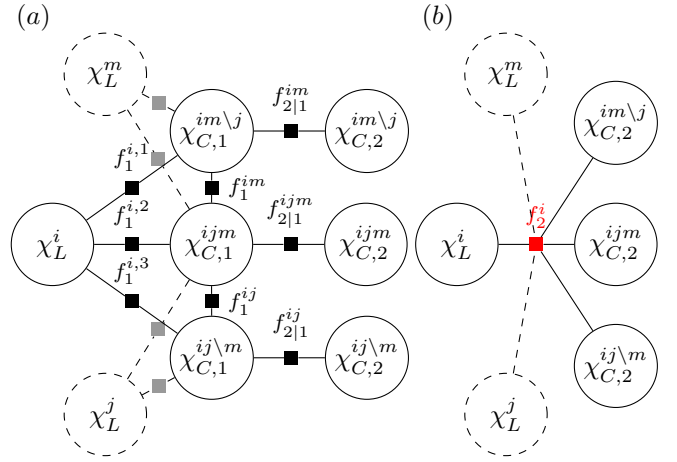 (a)
(b)
χ_L^m
χ_{C,1}^{im\j}
f_{2|1}^{im}
χ_{C,2}^{im\j}
f_1^{i,1}
f_1^{im}
χ_L^i
f_1^{i,2}
χ_{C,1}^{ijm}
f_{2|1}^{ijm}
χ_{C,2}^{ijm}
f_1^{i,3}
f_1^{ij}
χ_{C,1}^{ij\m}
f_{2|1}^{ij}
χ_{C,2}^{ij\m}
χ_L^j
χ_L^m
χ_{C,2}^{im\j}
f_2^i
χ_L^i
χ_{C,2}^{ijm}
χ_{C,2}^{ij\m}
χ_L^j